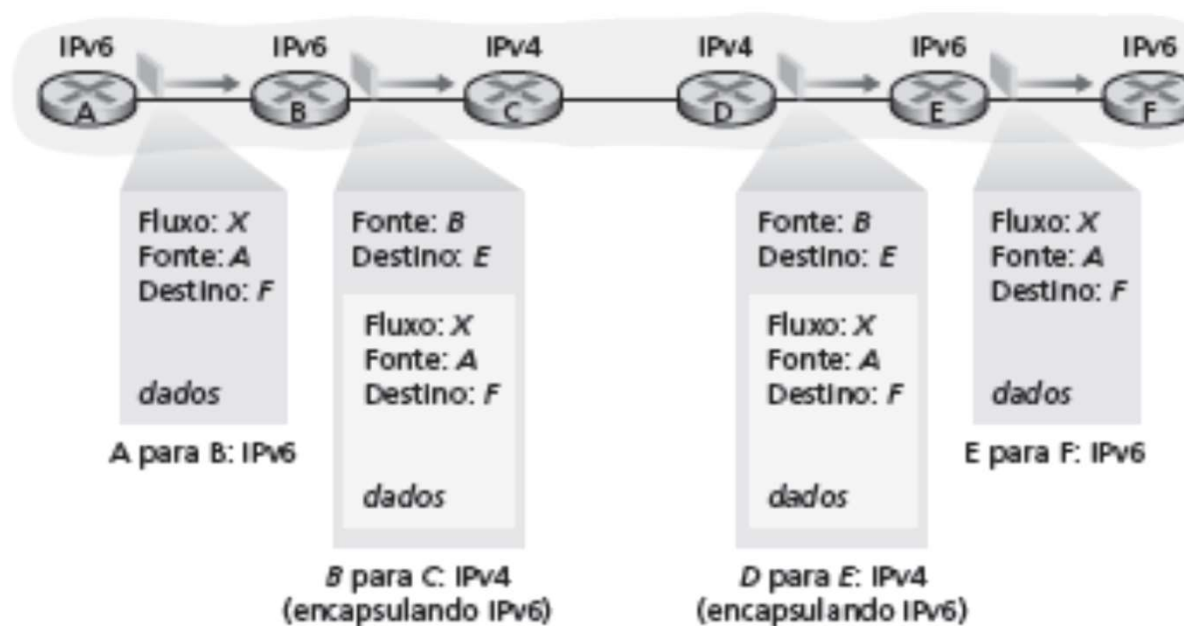 IPv6 IPv6 IPv4 IPv4 IPv6 IPv6
A B C D E F
Fluxo: X
Fonte: A
Destino: F
dados
A para B: IPv6
Fonte: B
Destino: E
Fluxo: X
Fonte: A
Destino: F
dados
B para C: IPv4
(encapsulando IPv6)
Fonte: B
Destino: E
Fluxo: X
Fonte: A
Destino: F
dados
D para E: IPv4
(encapsulando IPv6)
Fluxo: X
Fonte: A
Destino: F
dados
E para F: IPv6